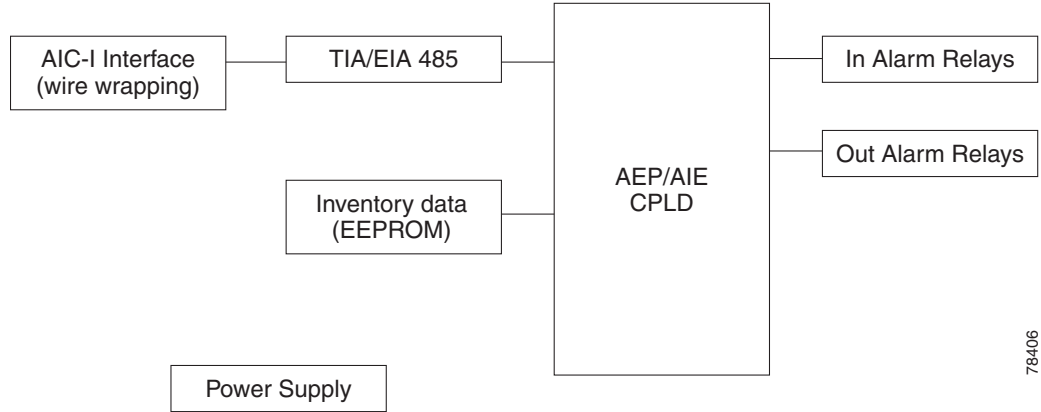 AIC-I Interface
(wire wrapping)
TIA/EIA 485
In Alarm Relays
Out Alarm Relays
AEP/AIE
CPLD
Inventory data
(EEPROM)
Power Supply
78406